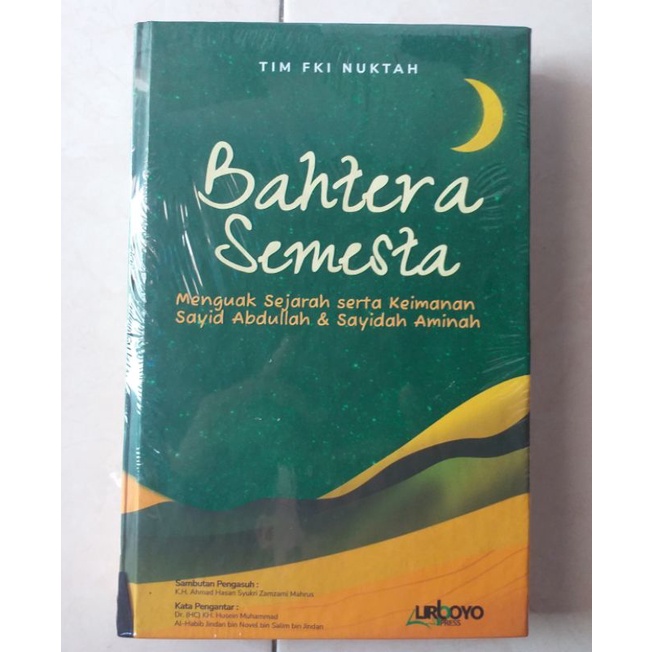 TIM FKI NUKTAH
Bahtera
Semesta
Menguak Sejarah serta Keimanan
Sayid Abdullah & Sayidah Aminah
Sambutan Pengasuh :
K.H. Ahmad Hasan Syukri Zamzami Mahrus
Kata Pengantar :
Dr. (HC) KH. Husein Muhammad
Al-Habib Jindan bin Novel bin Salim bin Jindan
LIRBOYO
PRESS